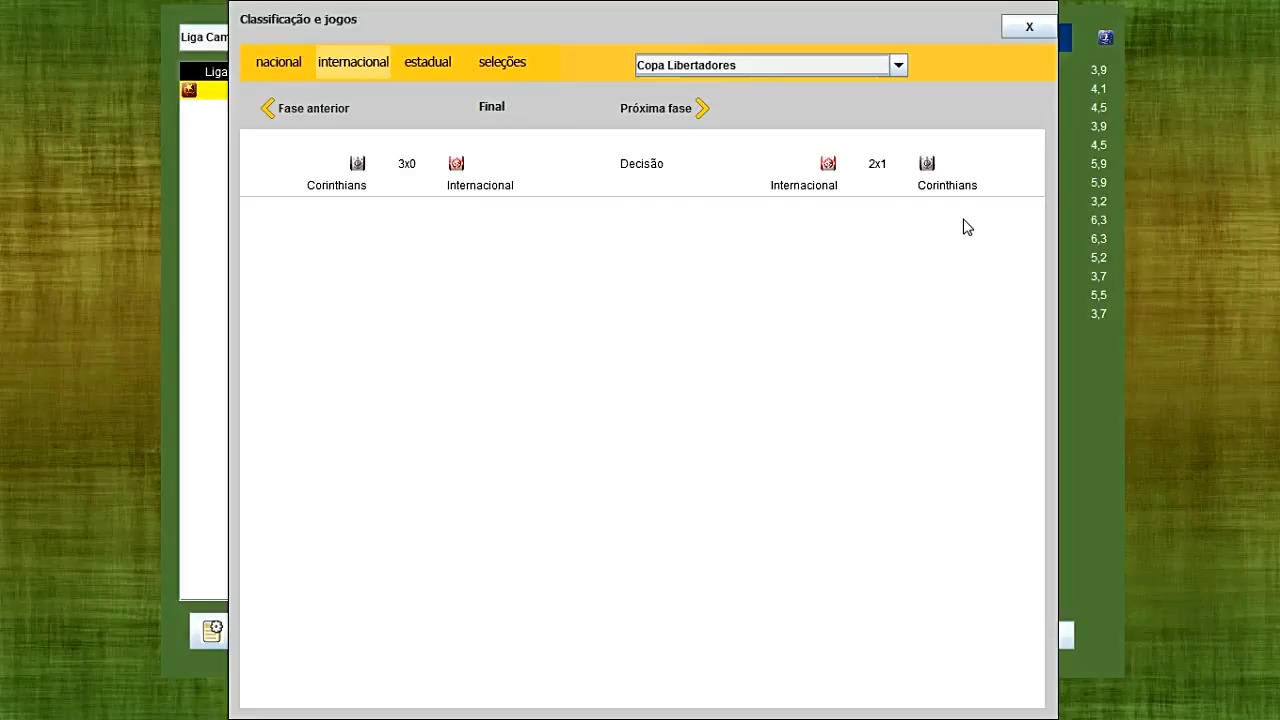 Classificação e jogos
X
Liga Cam
nacional internacional estadual seleções Copa Libertadores
Liga
Fase anterior Final Próxima fase
3x0 Decisão 2x1
Corinthians Internacional Internacional Corinthians
3,9
4,1
4,5
3,9
4,5
5,9
5,9
3,2
6,3
6,3
5,2
3,7
5,5
3,7